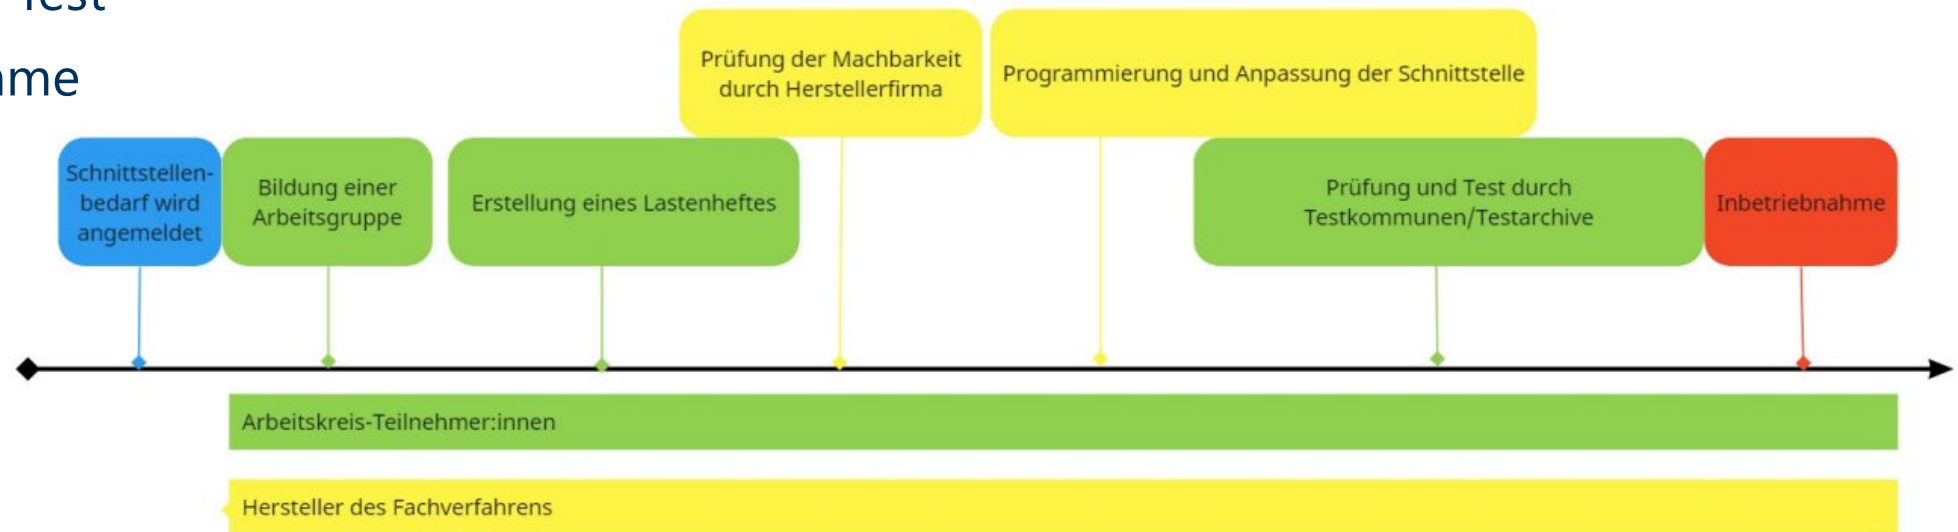 Test
Prüfung der Machbarkeit
durch Herstellerfirma
Programmierung und Anpassung der Schnittstelle
Schnittstellen-
bedarf wird
angemeldet
Bildung einer
Arbeitsgruppe
Erstellung eines Lastenheftes
Prüfung und Test durch
Testkommunen/Testarchive
Inbetriebnahme
Arbeitskreis-Teilnehmer:innen
Hersteller des Fachverfahrens